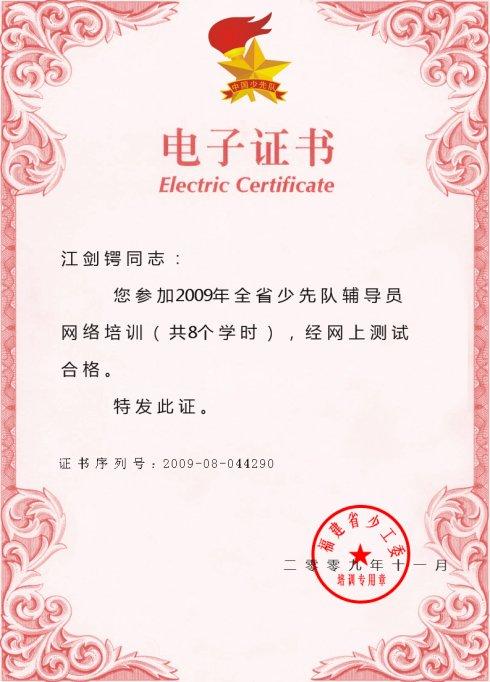 中国少先队
电子证书
Electric Certificate
江剑锷同志：
您参加2009年全省少先队辅导员
网络培训（共8个学时），经网上测试
合格。
特发此证。
证书序列号：2009-08-044290
福建省少工委
二零零九年十一月
培训专用章